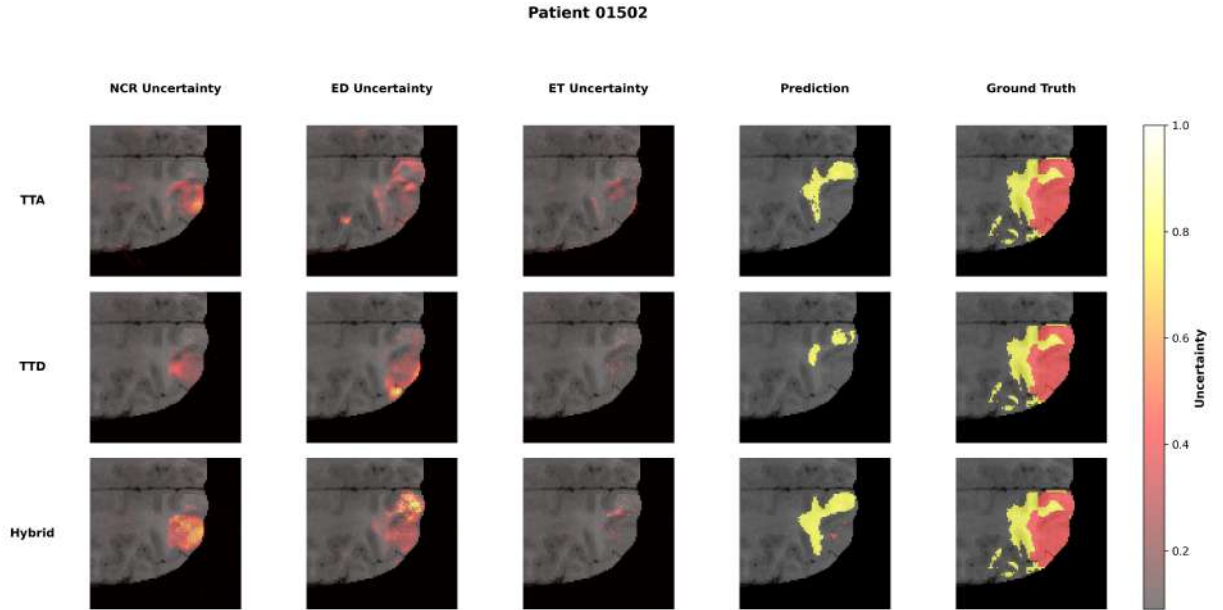 Patient 01502
NCR Uncertainty
ED Uncertainty
ET Uncertainty
Prediction
Ground Truth
TTA
TTD
Hybrid
1.0
0.8
0.6
0.4
0.2
Uncertainty